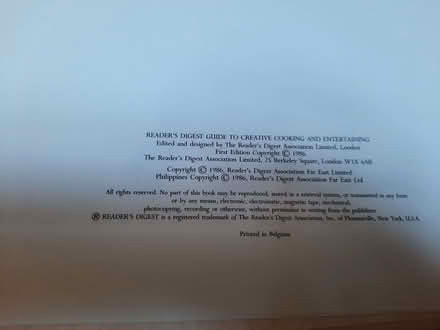 READER'S DIGEST GUIDE TO CREATIVE COOKING AND ENTERTAINING
Edited and designed by The Reader's Digest Association Limited, London
First Edition Copyright © 1986
The Reader's Digest Association Limited, 25 Berkeley Square, London W1X 6AB
Copyright © 1986, Reader's Digest Association Far East Limited
Philippines Copyright © 1986, Reader's Digest Association Far East Ltd
All rights reserved. No part of this book may be reproduced, stored in a retrieval system, or transmitted in any form
or by any means, electronic, electrostatic, magnetic tape, mechanical,
photocopying, recording or otherwise, without permission in writing from the publishers
® READER'S DIGEST is a registered trademark of The Reader's Digest Association, Inc. of Pleasantville, New York, U.S.A.
Printed in Belgium